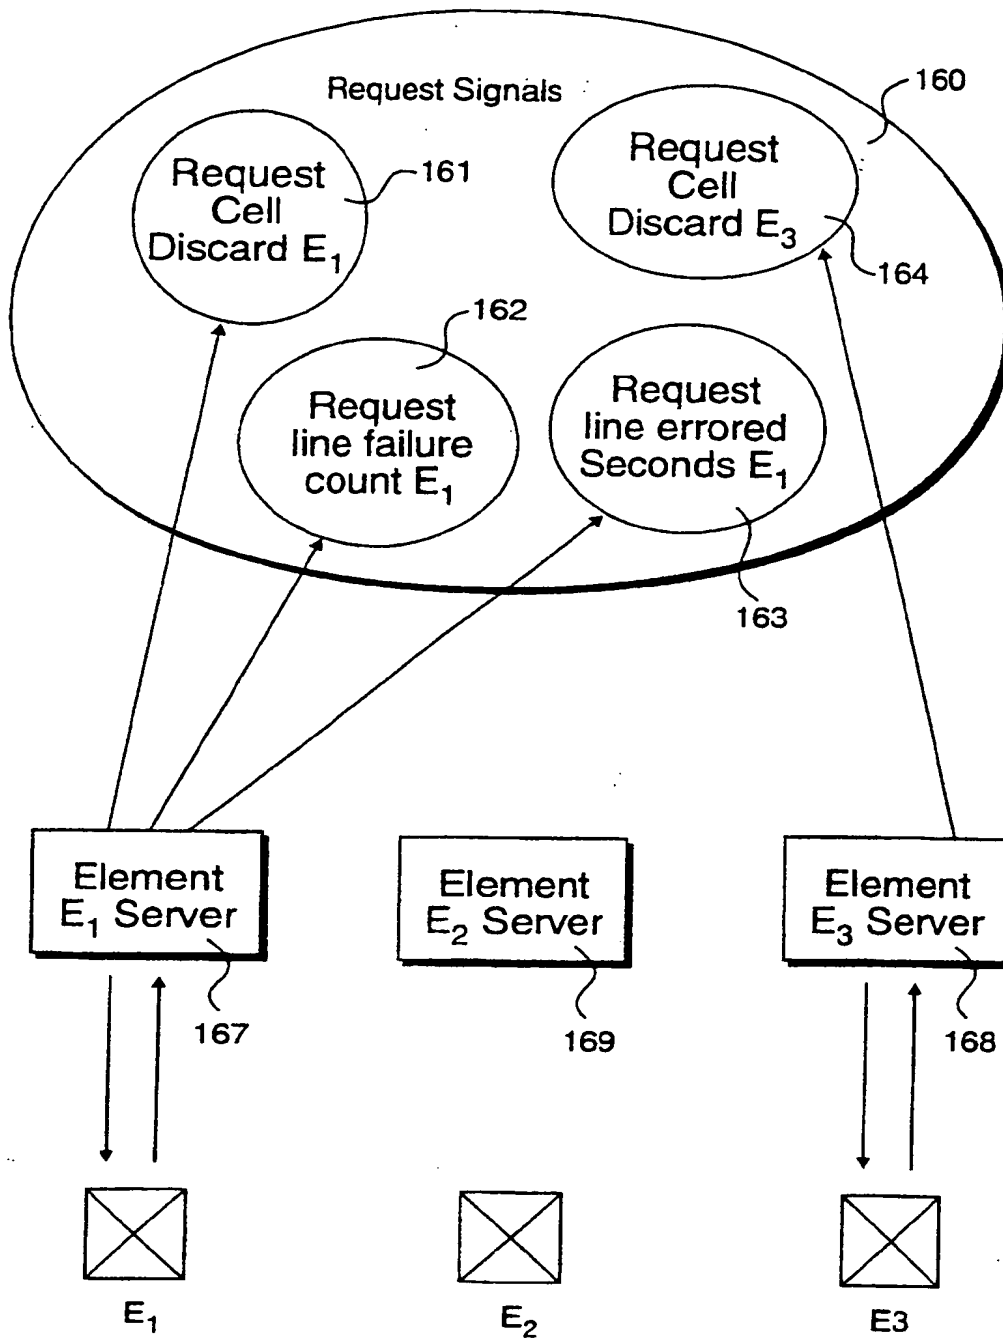 Request Signals
160
Request
Cell
Discard E₁
161
Request
Cell
Discard E₃
164
162
Request
line failure
count E₁
Request
line errored
Seconds E₁
163
Element
E₁ Server
167
Element
E₂ Server
169
Element
E₃ Server
168
E₁
E₂
E3